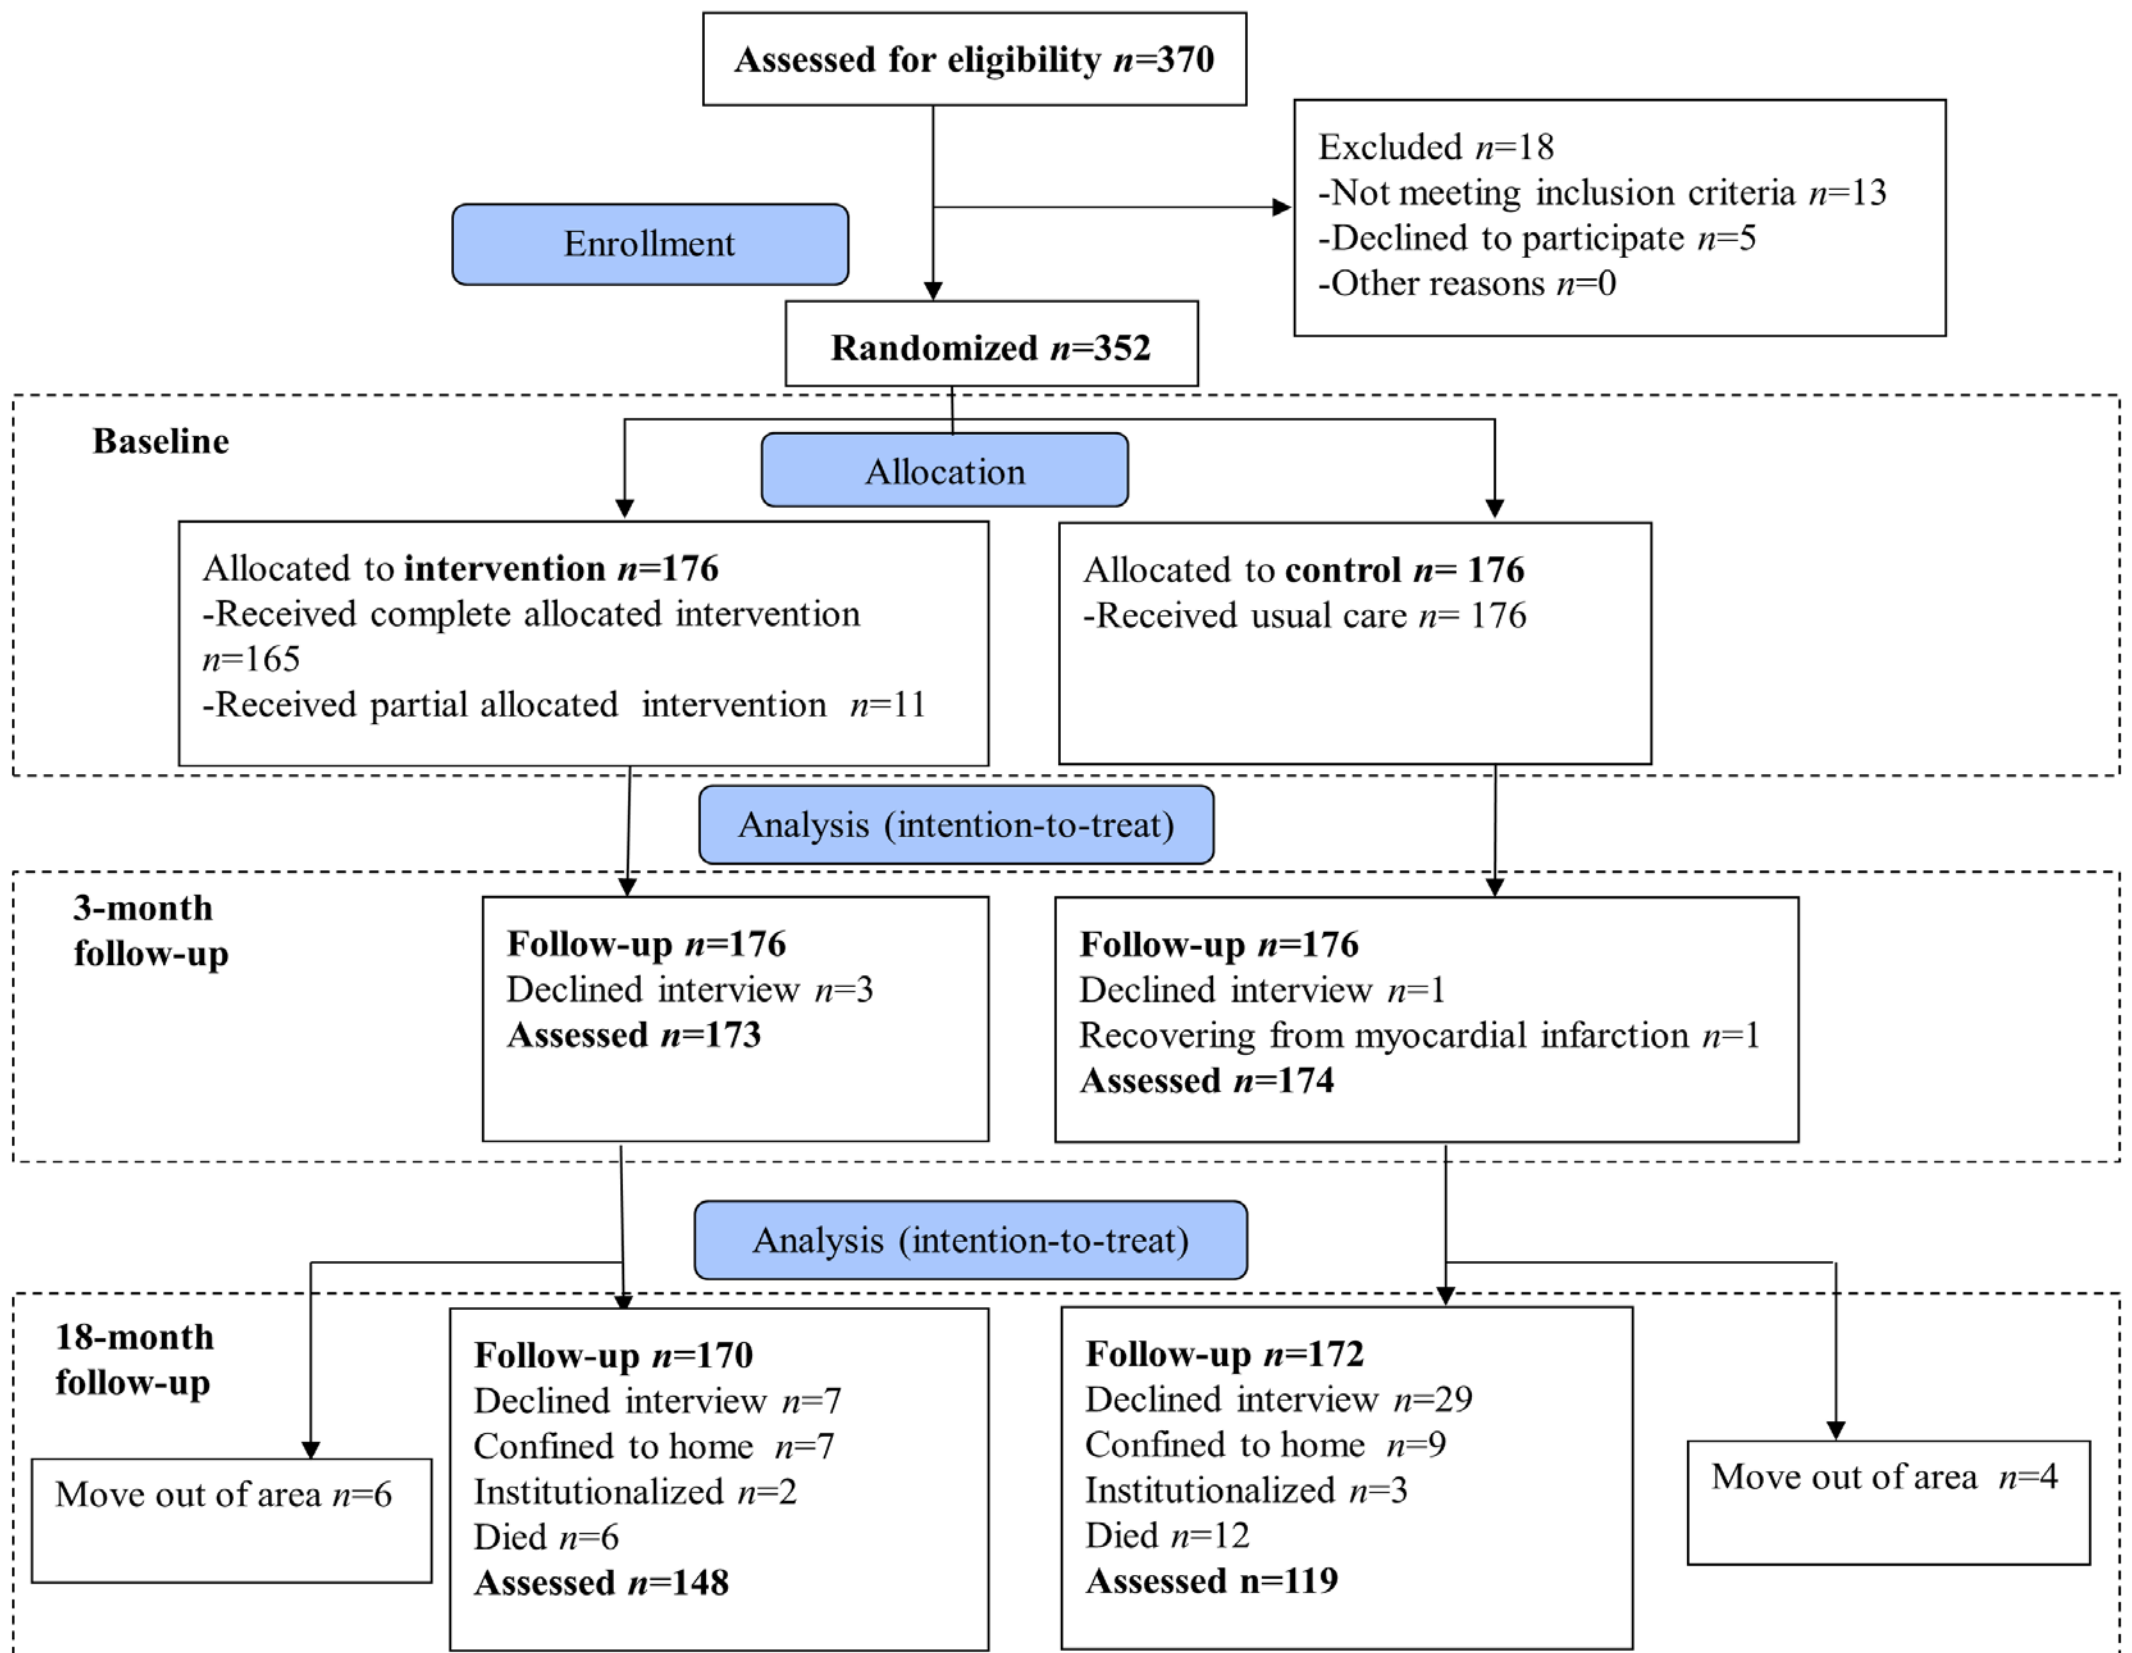 Assessed for eligibility n=370
Excluded n=18
-Not meeting inclusion criteria n=13
-Declined to participate n=5
-Other reasons n=0
Enrollment
Randomized n=352
Baseline
Allocation
Allocated to intervention n=176
-Received complete allocated intervention
n=165
-Received partial allocated intervention n=11
Allocated to control n= 176
-Received usual care n= 176
Analysis (intention-to-treat)
3-month
follow-up
Follow-up n=176
Declined interview n=3
Assessed n=173
Follow-up n=176
Declined interview n=1
Recovering from myocardial infarction n=1
Assessed n=174
Analysis (intention-to-treat)
18-month
follow-up
Move out of area n=6
Follow-up n=170
Declined interview n=7
Confined to home n=7
Institutionalized n=2
Died n=6
Assessed n=148
Follow-up n=172
Declined interview n=29
Confined to home n=9
Institutionalized n=3
Died n=12
Assessed n=119
Move out of area n=4